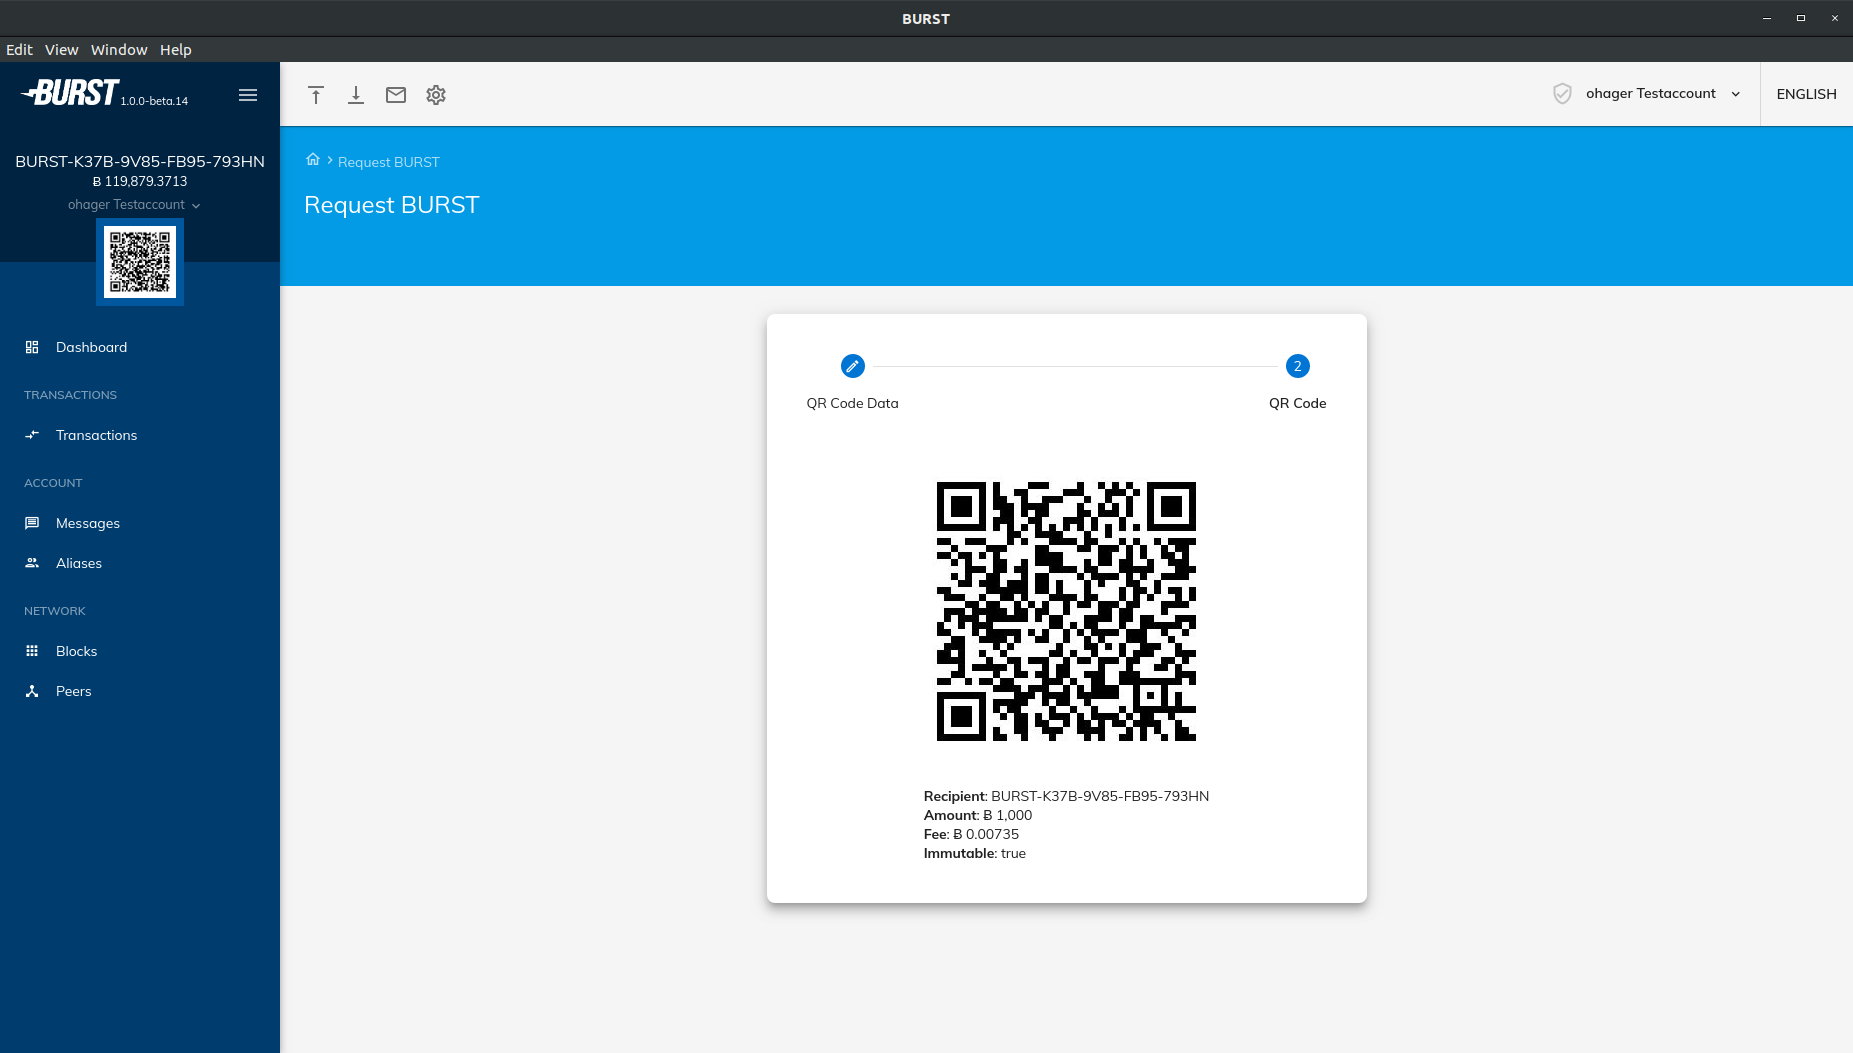 BURST
Edit View Window Help
BURST 1.0.0-beta.14
ohager Testaccount
ENGLISH
BURST-K37B-9V85-FB95-793HN
Ƀ 119,879.3713
ohager Testaccount
Request BURST
Request BURST
Dashboard
TRANSACTIONS
Transactions
ACCOUNT
Messages
Aliases
NETWORK
Blocks
Peers
2
QR Code Data
QR Code
Recipient: BURST-K37B-9V85-FB95-793HN
Amount: Ƀ 1,000
Fee: Ƀ 0.00735
Immutable: true